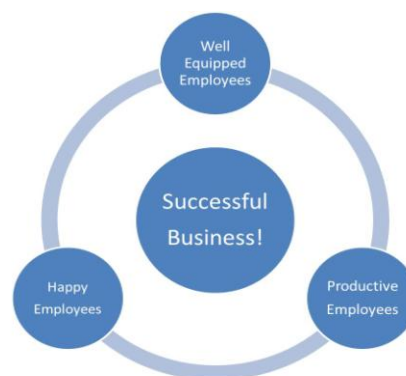 Well
Equipped
Employees
Successful
Business!
Happy
Employees
Productive
Employees